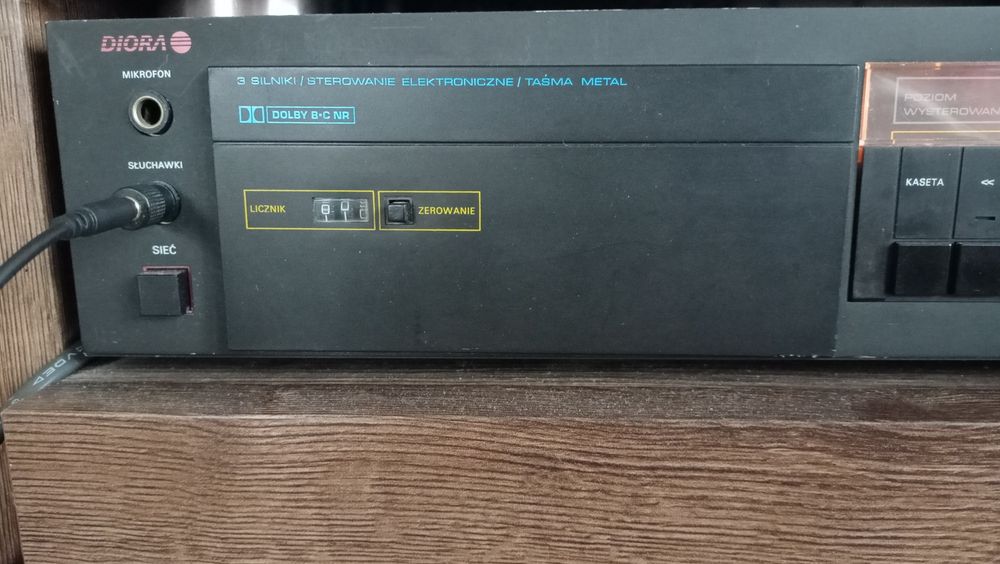 DIORA
MIKROFON
SŁUCHAWKI
SIEĆ
3 SILNIKI/STEROWANIE ELEKTRONICZNE/TAŚMA METAL
DOLBY B•C NR
LICZNIK
ZEROWANIE
POZIOM
KASETA
<<